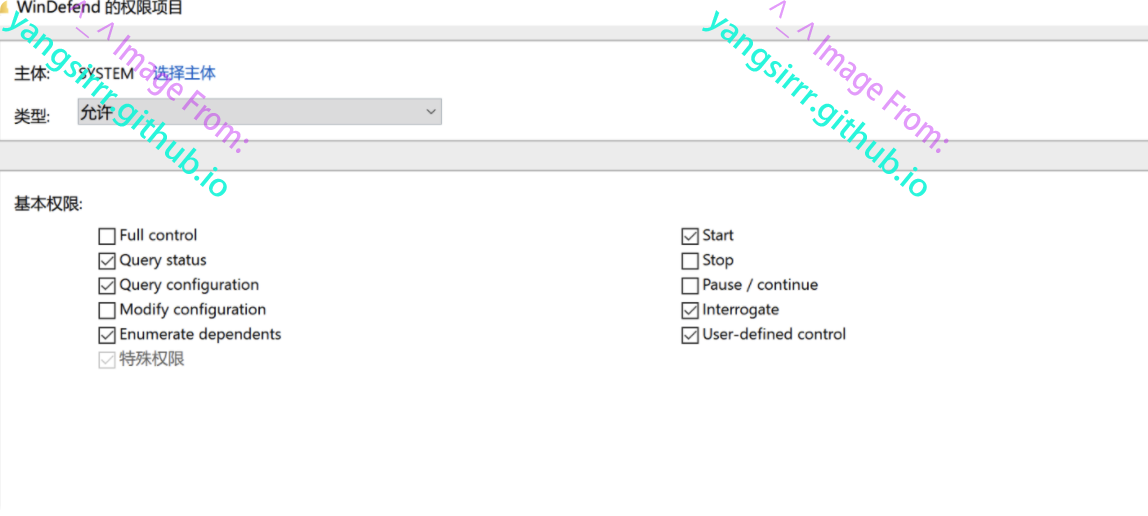 WinDefend 的权限项目
^_^ Image From:
yangsirrr.github.io
^_^ Image From:
yangsirrr.github.io
主体: SYSTEM 选择主体
类型: 允许
基本权限:
Full control
Query status
Query configuration
Modify configuration
Enumerate dependents
特殊权限
Start
Stop
Pause / continue
Interrogate
User-defined control